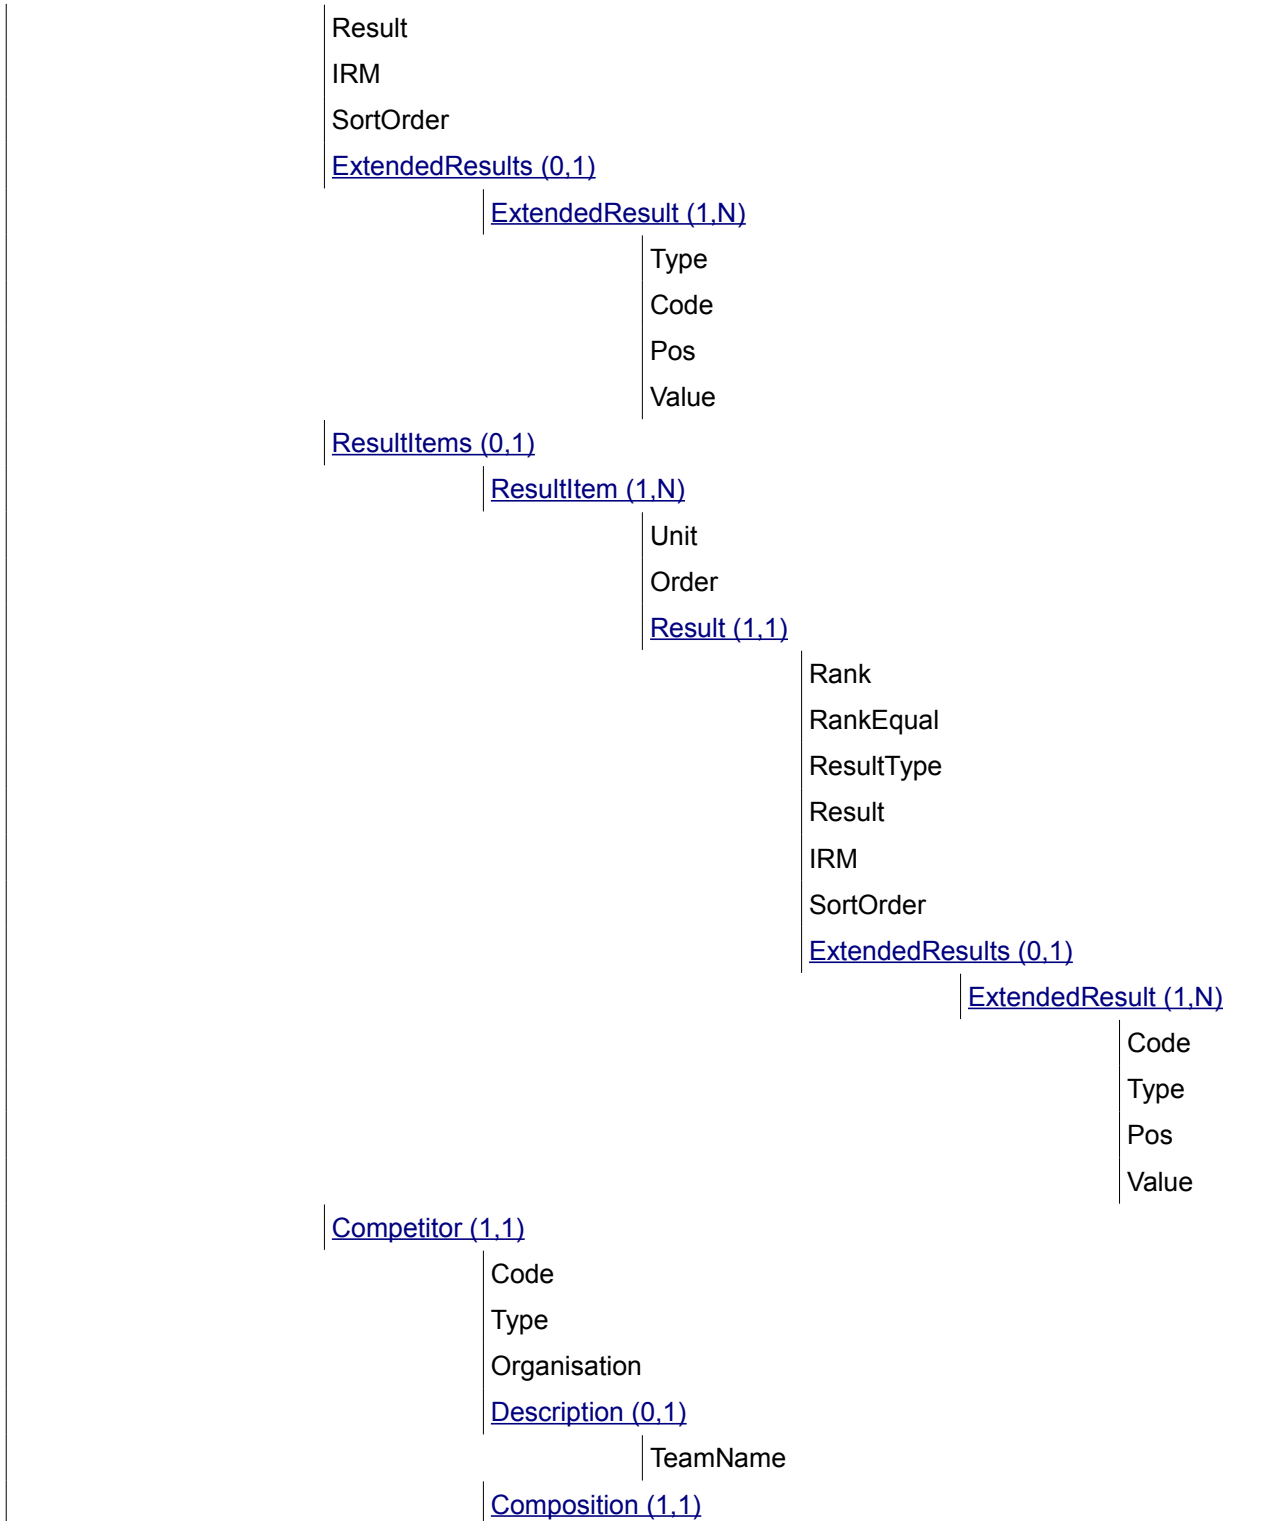 Result
IRM
SortOrder
ExtendedResults (0,1)
ExtendedResult (1,N)
Type
Code
Pos
Value
ResultItems (0,1)
ResultItem (1,N)
Unit
Order
Result (1,1)
Rank
RankEqual
ResultType
Result
IRM
SortOrder
ExtendedResults (0,1)
ExtendedResult (1,N)
Code
Type
Pos
Value
Competitor (1,1)
Code
Type
Organisation
Description (0,1)
TeamName
Composition (1,1)